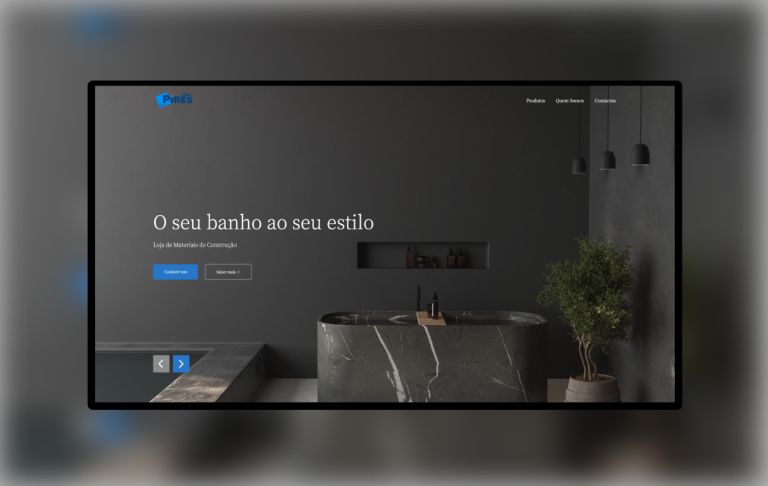 PIRES
Produtos Quem Somos Contactos
O seu banho ao seu estilo
Loja de Materiais de Construção
Contacte-nos Saber mais